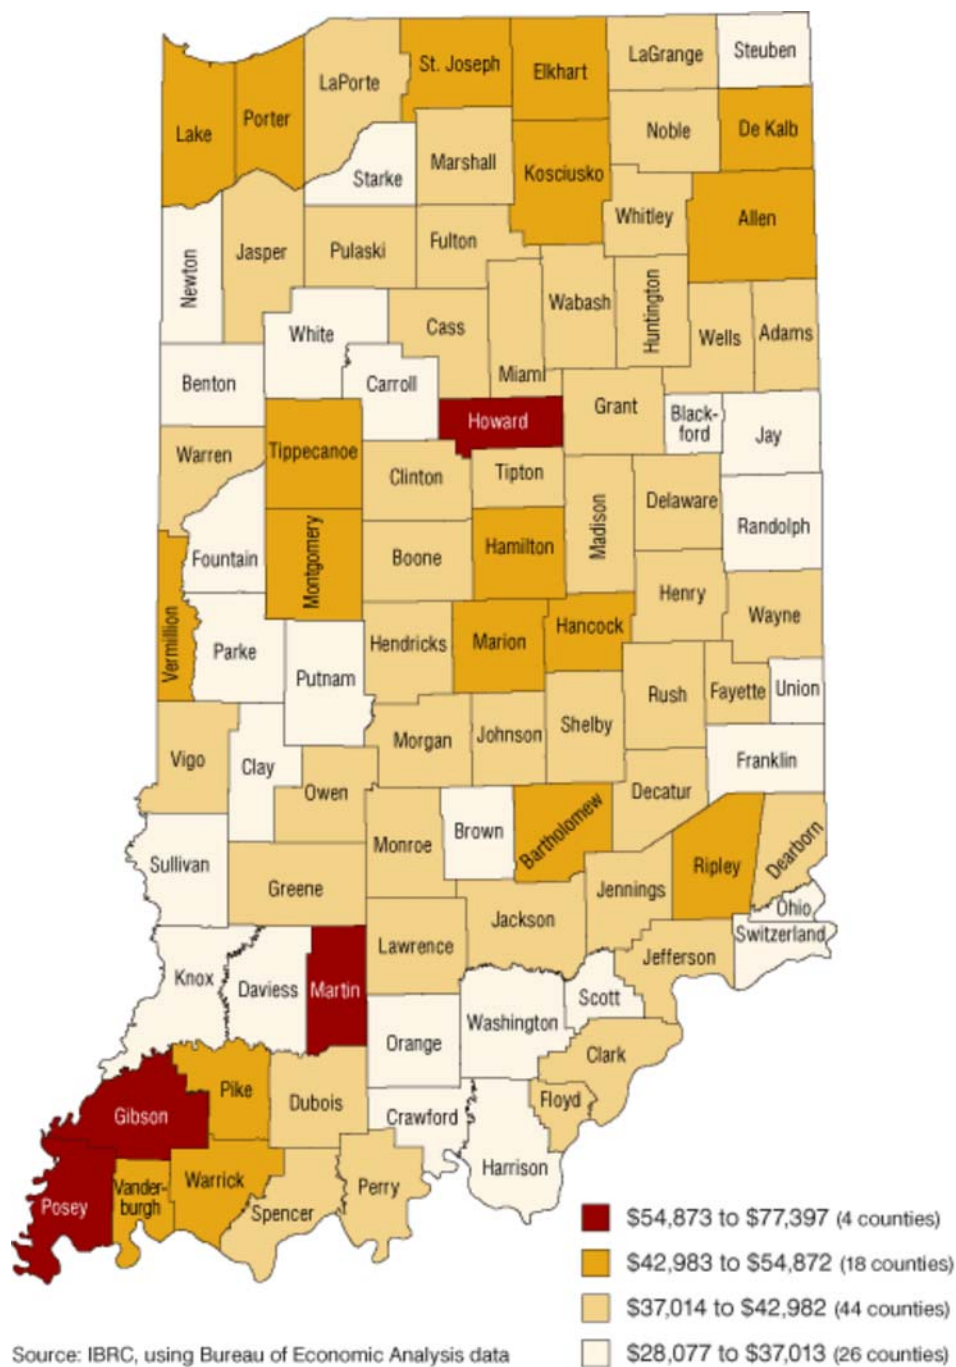 Steuben
LaGrange
St. Joseph
Elkhart
LaPorte
Porter
Lake
Noble
De Kalb
Marshall
Kosciusko
Starke
Whitley
Allen
Fulton
Pulaski
Jasper
Newton
Wabash
Huntington
Cass
White
Wells
Adams
Miami
Benton
Carroll
Grant
Black-
ford
Howard
Jay
Tippecanoe
Warren
Clinton
Tipton
Delaware
Madison
Randolph
Hamilton
Montgomery
Boone
Fountain
Henry
Wayne
Hancock
Marion
Hendricks
Vermillion
Parke
Putnam
Rush
Fayette
Union
Shelby
Johnson
Morgan
Vigo
Clay
Franklin
Owen
Decatur
Brown
Bartholomew
Monroe
Dearborn
Ripley
Sullivan
Greene
Jennings
Ohio
Jackson
Switzerland
Lawrence
Jefferson
Knox
Daviess
Martin
Scott
Washington
Orange
Clark
Pike
Dubois
Floyd
Gibson
Crawford
Harrison
Warrick
Perry
Vander-
burgh
Posey
Spencer
$54,873 to $77,397 (4 counties)
$42,983 to $54,872 (18 counties)
$37,014 to $42,982 (44 counties)
$28,077 to $37,013 (26 counties)
Source: IBRC, using Bureau of Economic Analysis data